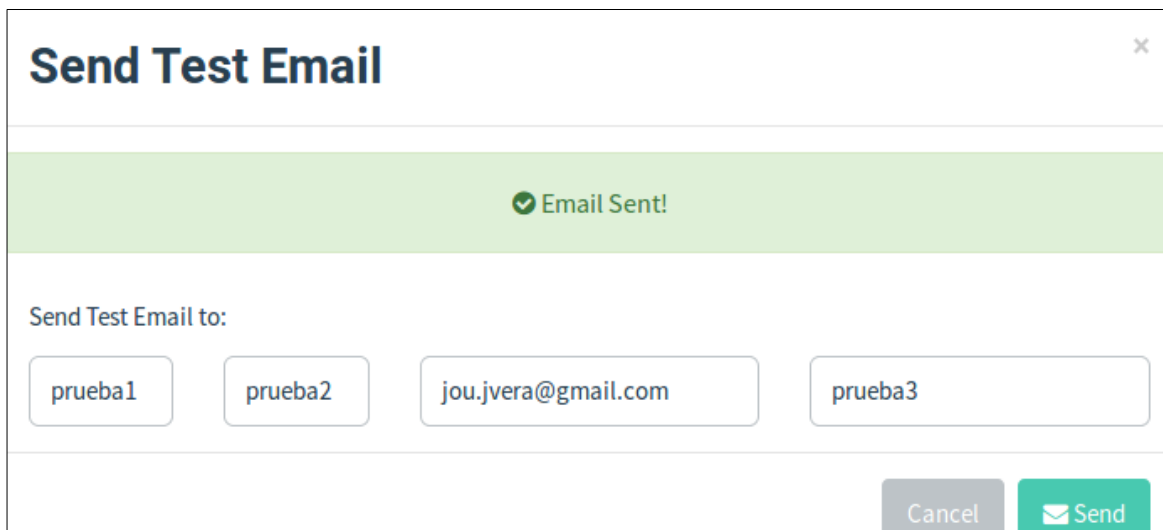 Send Test Email
×
Email Sent!
Send Test Email to:
prueba1 prueba2 jou.jvera@gmail.com prueba3
Cancel Send